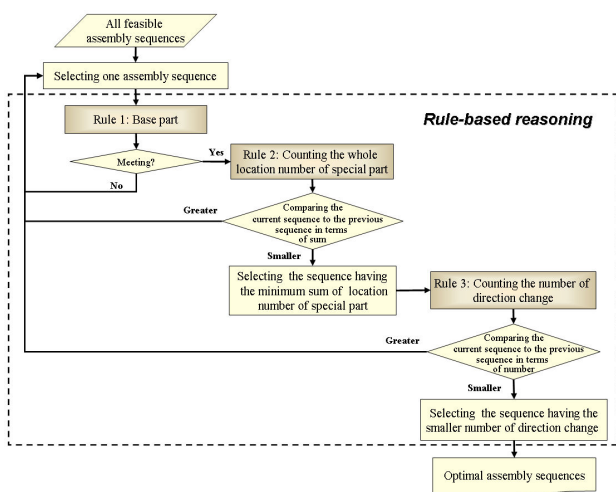 All feasible
assembly sequences
Selecting one assembly sequence
Rule-based reasoning
Rule 1: Base part
Meeting?
Yes
No
Rule 2: Counting the whole
location number of special part
Greater
Comparing the
current sequence to the previous
sequence in terms
of sum
Smaller
Selecting the sequence having
the minimum sum of location
number of special part
Rule 3: Counting the number of
direction change
Greater
Comparing the
current sequence to the previous
sequence in terms
of number
Smaller
Selecting the sequence having the
smaller number of direction change
Optimal assembly sequences